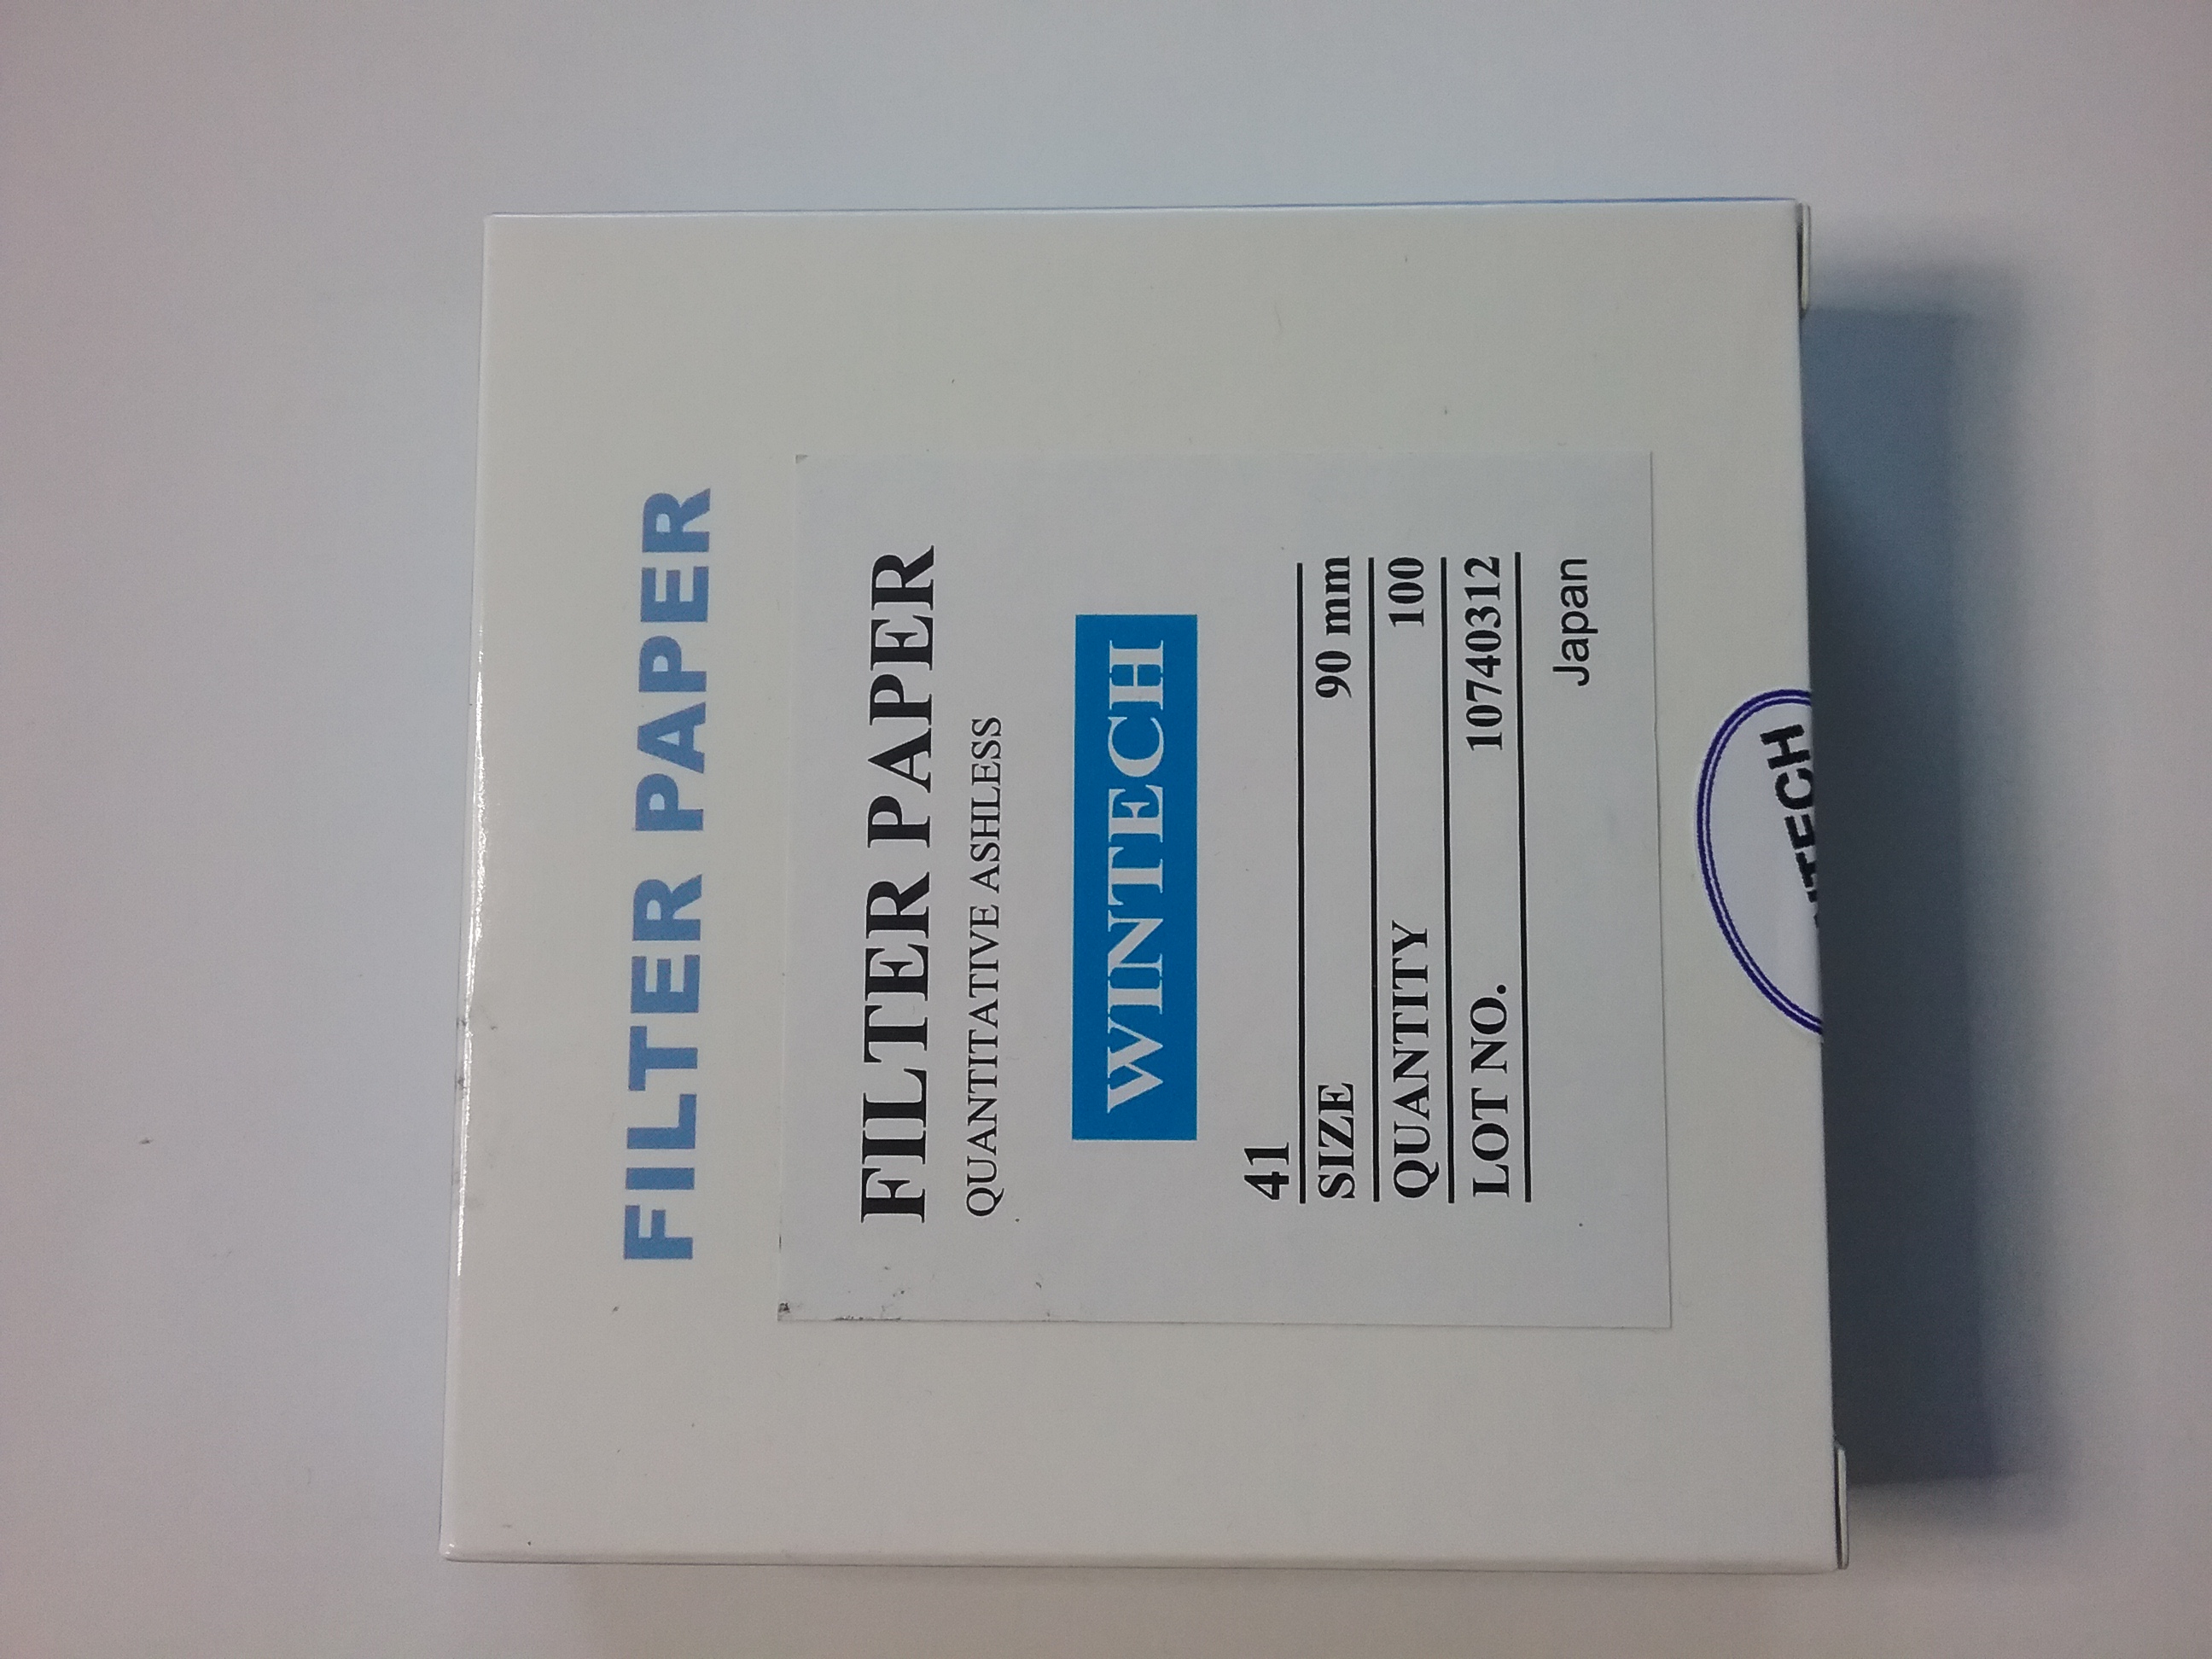 FILTER PAPER
FILTER PAPER
QUANTITATIVE ASHLESS
WINTECH
41
SIZE 90 mm
QUANTITY 100
LOT NO. 10740312
Japan